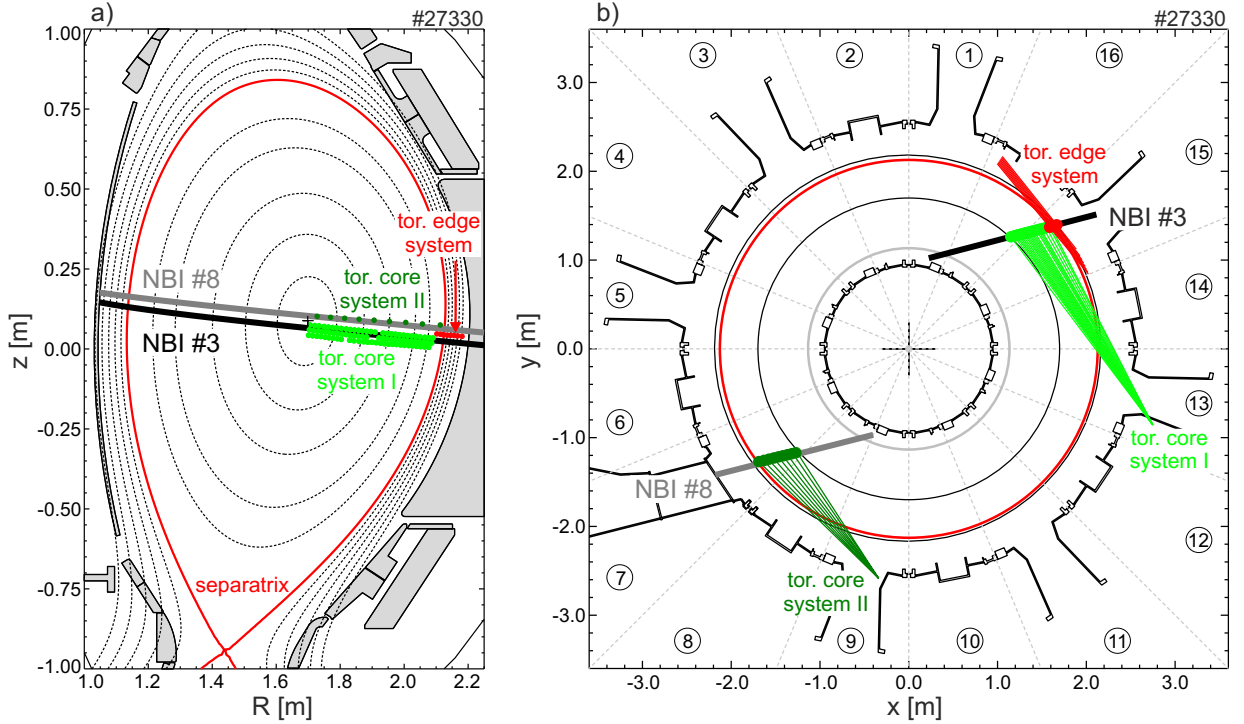 a)
#27330
1.00
0.75
0.50
0.25
0.00
-0.25
-0.50
-0.75
-1.00
z [m]
tor. edge
system
NBI #8
tor. core
system II
NBI #3
tor. core
system I
separatrix
1.0
1.2
1.4
1.6
1.8
2.0
2.2
R [m]
b)
#27330
3.0
2.0
1.0
0.0
-1.0
-2.0
-3.0
y [m]
3
2
1
16
4
15
tor. edge
system
NBI #3
5
14
6
13
tor. core
system I
NBI #8
12
7
tor. core
system II
8
9
10
11
-3.0
-2.0
-1.0
0.0
1.0
2.0
3.0
x [m]